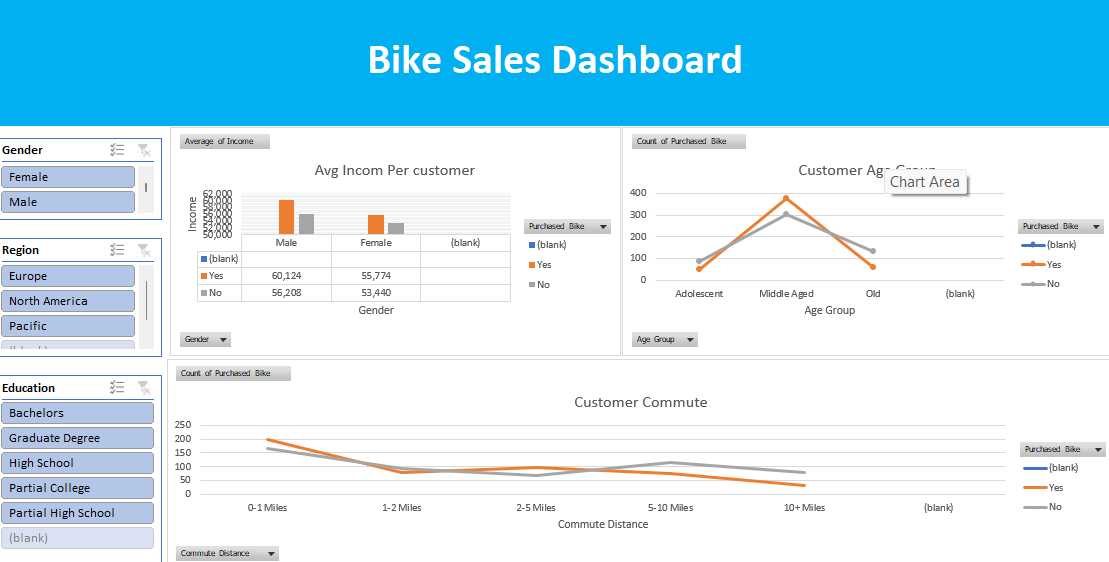 Bike Sales Dashboard
Gender
Female
Male
Region
Europe
North America
Pacific
(blank)
Education
Bachelors
Graduate Degree
High School
Partial College
Partial High School
(blank)
Average of Income
Avg Incom Per customer
Income
62,000
60,000
58,000
56,000
54,000
52,000
50,000
Male Female (blank)
(blank)
Yes 60,124 55,774
No 56,208 53,440
Gender
Purchased Bike
(blank)
Yes
No
Gender
Count of Purchased Bike
Customer Age Group
Chart Area
400
300
200
100
0
Adolescent Middle Aged Old (blank)
Age Group
Purchased Bike
(blank)
Yes
No
Age Group
Count of Purchased Bike
Customer Commute
250
200
150
100
50
0
0-1 Miles 1-2 Miles 2-5 Miles 5-10 Miles 10+ Miles (blank)
Commute Distance
Purchased Bike
(blank)
Yes
No
Commute Distance